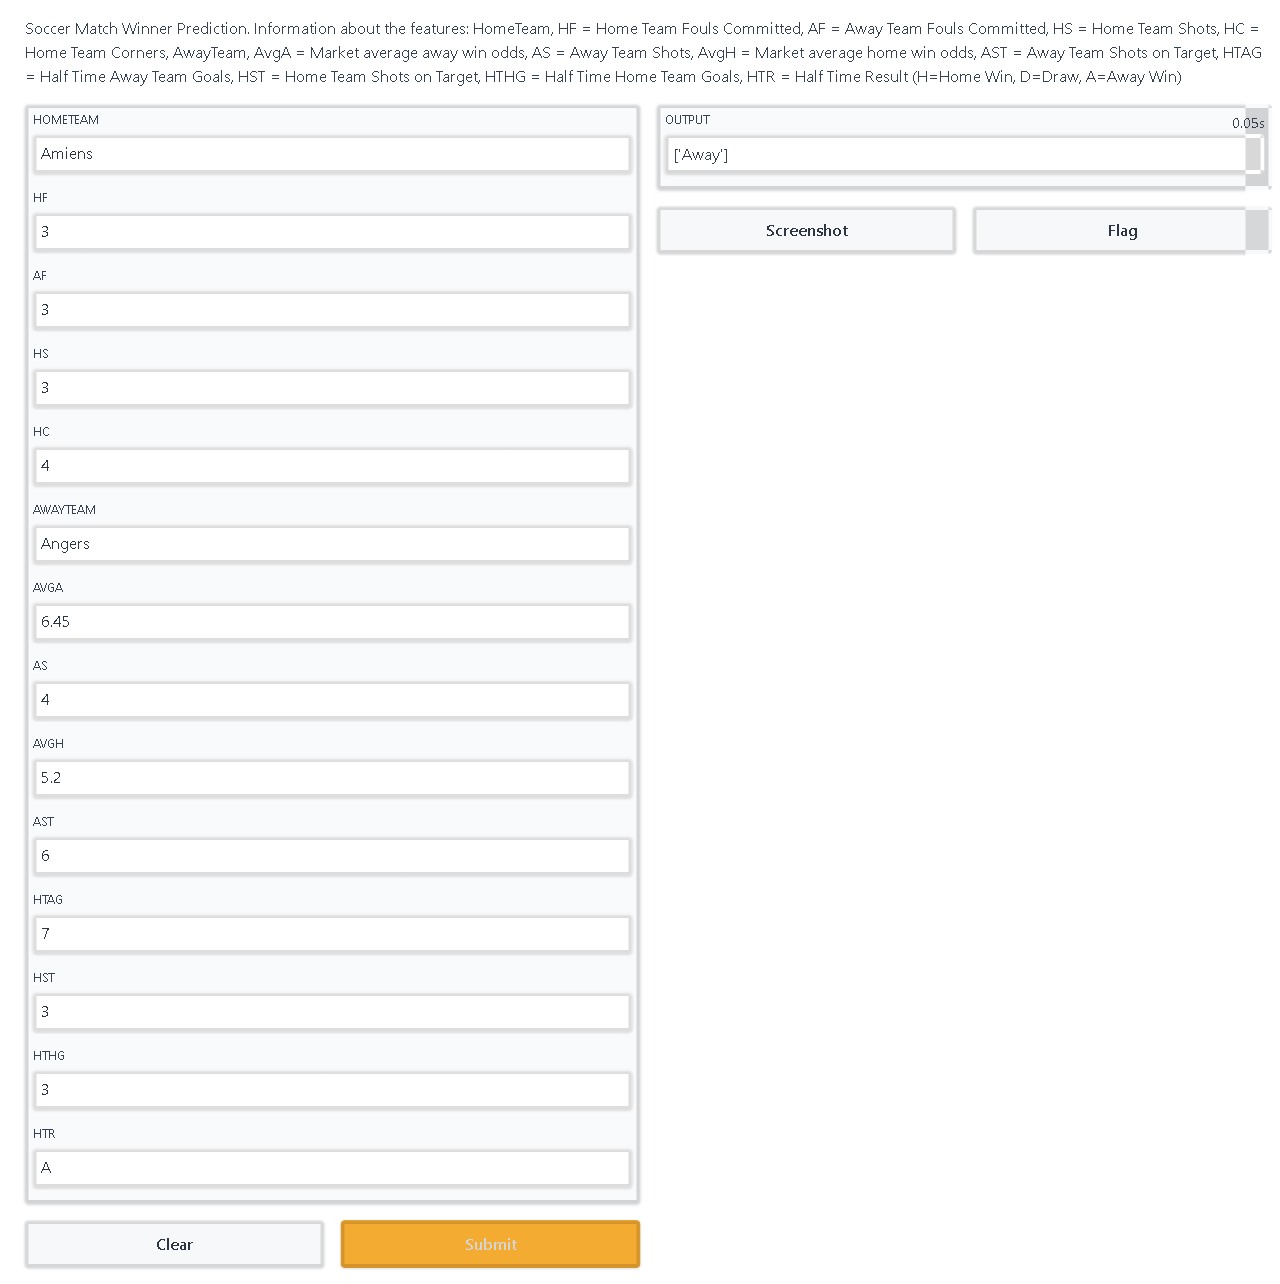 Soccer Match Winner Prediction. Information about the features: HomeTeam, HF = Home Team Fouls Committed, AF = Away Team Fouls Committed, HS = Home Team Shots, HC =
Home Team Corners, AwayTeam, AvgA = Market average away win odds, AS = Away Team Shots, AvgH = Market average home win odds, AST = Away Team Shots on Target, HTAG
= Half Time Away Team Goals, HST = Home Team Shots on Target, HTHG = Half Time Home Team Goals, HTR = Half Time Result (H=Home Win, D=Draw, A=Away Win)
HOMETEAM
Amiens
HF
3
AF
3
HS
3
HC
4
AWAYTEAM
Angers
AVGA
6.45
AS
4
AVGH
5.2
AST
6
HTAG
7
HST
3
HTHG
3
HTR
A
Clear
Submit
OUTPUT
0.05s
['Away']
Screenshot
Flag